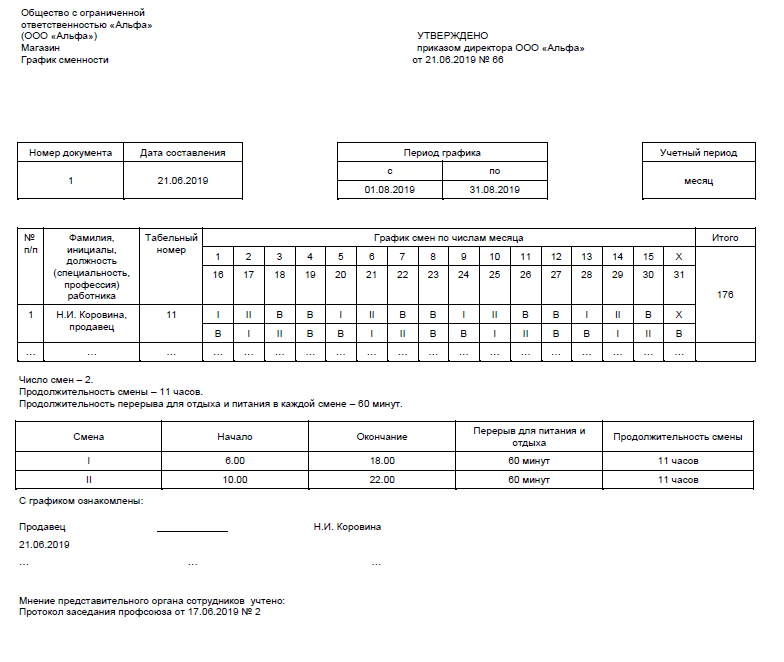 Общество с ограниченной
ответственностью «Альфа»
(ООО «Альфа»)
Магазин
График сменности
УТВЕРЖДЕНО
приказом директора ООО «Альфа»
от 21.06.2019 № 66
Номер документа Дата составления
1 21.06.2019
Период графика
с по
01.08.2019 31.08.2019
Учетный период
месяц
№ п/п Фамилия, инициалы, должность (специальность, профессия) работника Табельный номер График смен по числам месяца Итого
1 2 3 4 5 6 7 8 9 10 11 12 13 14 15 X
16 17 18 19 20 21 22 23 24 25 26 27 28 29 30 31
176
1 Н.И. Коровина, продавец 11 I II В В I II В В I II В В I II В X
В I II В В I II В В I II В В I II В
... ... ... ... ... ... ... ... ... ... ... ... ... ... ... ... ... ... ...
Число смен – 2.
Продолжительность смены – 11 часов.
Продолжительность перерыва для отдыха и питания в каждой смене – 60 минут.
Смена Начало Окончание Перерыв для питания и отдыха Продолжительность смены
I 6.00 18.00 60 минут 11 часов
II 10.00 22.00 60 минут 11 часов
С графиком ознакомлены:
Продавец _____________ Н.И. Коровина
21.06.2019
... ... ...
Мнение представительного органа сотрудников учтено:
Протокол заседания профсоюза от 17.06.2019 № 2